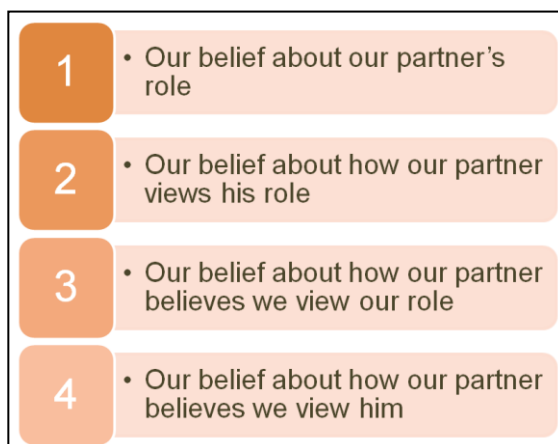 1
• Our belief about our partner’s
role
2
• Our belief about how our partner
views his role
3
• Our belief about how our partner
believes we view our role
4
• Our belief about how our partner
believes we view him